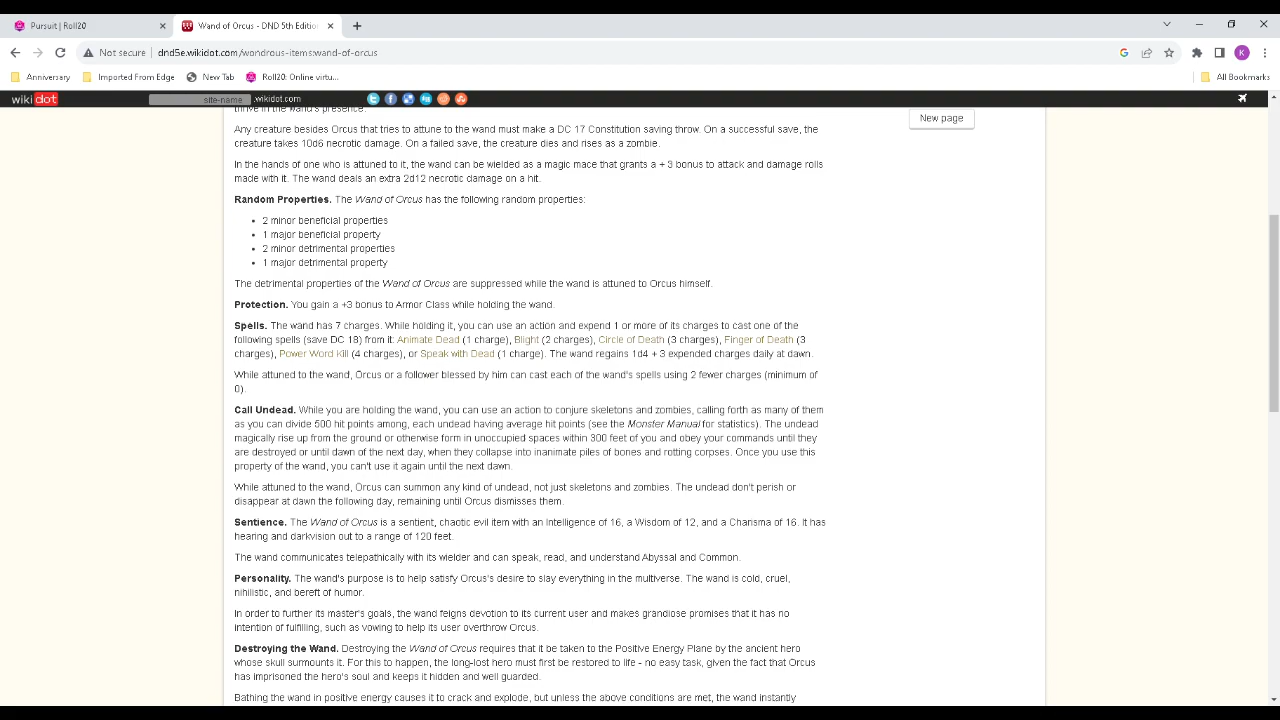 Pursuit | Roll20
Wand of Orcus - DND 5th Edition
Not secure
dnd5e.wikidot.com/wondrous-items:wand-of-orcus
K
Anniversary
Imported From Edge
New Tab
Roll20: Online virtu...
All Bookmarks
wikidot
site-name
.wikidot.com
thrive in the wand's presence.
New page
Any creature besides Orcus that tries to attune to the wand must make a DC 17 Constitution saving throw. On a successful save, the
creature takes 10d6 necrotic damage. On a failed save, the creature dies and rises as a zombie.
In the hands of one who is attuned to it, the wand can be wielded as a magic mace that grants a + 3 bonus to attack and damage rolls
made with it. The wand deals an extra 2d12 necrotic damage on a hit.
Random Properties. The Wand of Orcus has the following random properties:
• 2 minor beneficial properties
• 1 major beneficial property
• 2 minor detrimental properties
• 1 major detrimental property
The detrimental properties of the Wand of Orcus are suppressed while the wand is attuned to Orcus himself.
Protection. You gain a +3 bonus to Armor Class while holding the wand.
Spells. The wand has 7 charges. While holding it, you can use an action and expend 1 or more of its charges to cast one of the
following spells (save DC 18) from it: Animate Dead (1 charge), Blight (2 charges), Circle of Death (3 charges), Finger of Death (3
charges), Power Word Kill (4 charges), or Speak with Dead (1 charge). The wand regains 1d4 + 3 expended charges daily at dawn.
While attuned to the wand, Orcus or a follower blessed by him can cast each of the wand's spells using 2 fewer charges (minimum of
0).
Call Undead. While you are holding the wand, you can use an action to conjure skeletons and zombies, calling forth as many of them
as you can divide 500 hit points among, each undead having average hit points (see the Monster Manual for statistics). The undead
magically rise up from the ground or otherwise form in unoccupied spaces within 300 feet of you and obey your commands until they
are destroyed or until dawn of the next day, when they collapse into inanimate piles of bones and rotting corpses. Once you use this
property of the wand, you can't use it again until the next dawn.
While attuned to the wand, Orcus can summon any kind of undead, not just skeletons and zombies. The undead don't perish or
disappear at dawn the following day, remaining until Orcus dismisses them.
Sentience. The Wand of Orcus is a sentient, chaotic evil item with an Intelligence of 16, a Wisdom of 12, and a Charisma of 16. It has
hearing and darkvision out to a range of 120 feet.
The wand communicates telepathically with its wielder and can speak, read, and understand Abyssal and Common.
Personality. The wand's purpose is to help satisfy Orcus's desire to slay everything in the multiverse. The wand is cold, cruel,
nihilistic, and bereft of humor.
In order to further its master's goals, the wand feigns devotion to its current user and makes grandiose promises that it has no
intention of fulfilling, such as vowing to help its user overthrow Orcus.
Destroying the Wand. Destroying the Wand of Orcus requires that it be taken to the Positive Energy Plane by the ancient hero
whose skull surmounts it. For this to happen, the long-lost hero must first be restored to life - no easy task, given the fact that Orcus
has imprisoned the hero's soul and keeps it hidden and well guarded.
Bathing the wand in positive energy causes it to crack and explode, but unless the above conditions are met, the wand instantly